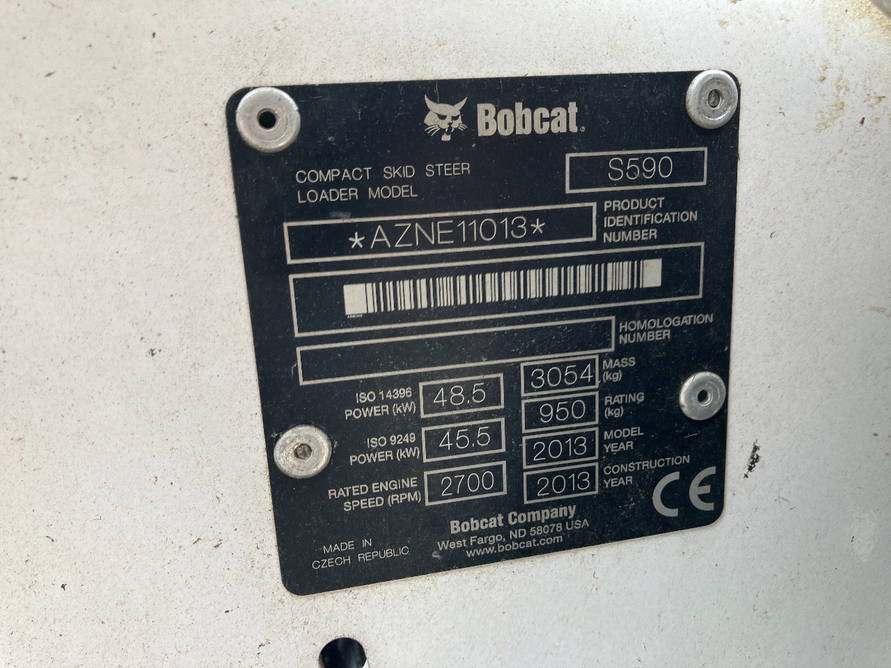 Bobcat
COMPACT SKID STEER
LOADER MODEL
S590
*AZNE11013*
PRODUCT
IDENTIFICATION
NUMBER
HOMOLOGATION
NUMBER
ISO 14396
POWER (kW)
48.5
3054
MASS
(kg)
950
RATING
(kg)
ISO 9249
POWER (kW)
45.5
2013
MODEL
YEAR
RATED ENGINE
SPEED (RPM)
2700
2013
CONSTRUCTION
YEAR
CE
MADE IN
CZECH REPUBLIC
Bobcat Company
West Fargo, ND 58078 USA
www.bobcat.com